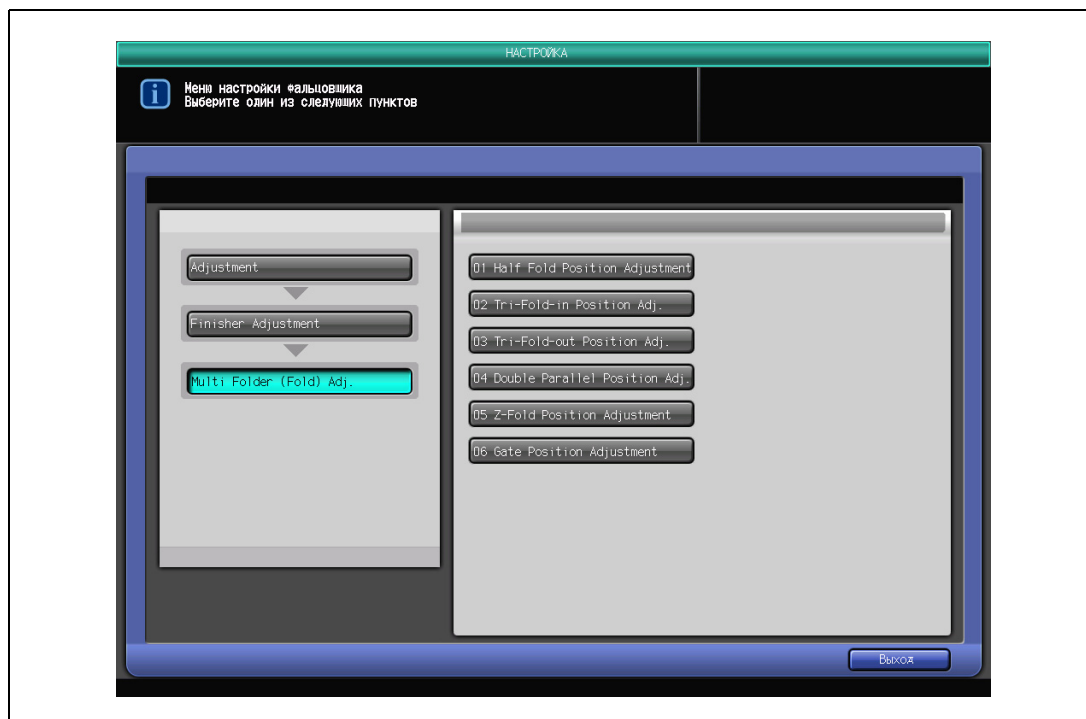 НАСТРОЙКА
Меню настройки фальцовщика
Выберите один из следующих пунктов
Adjustment
Finisher Adjustment
Multi Folder (Fold) Adj.
01 Half Fold Position Adjustment
02 Tri-Fold-in Position Adj.
03 Tri-Fold-out Position Adj.
04 Double Parallel Position Adj.
05 Z-Fold Position Adjustment
06 Gate Position Adjustment
Выход